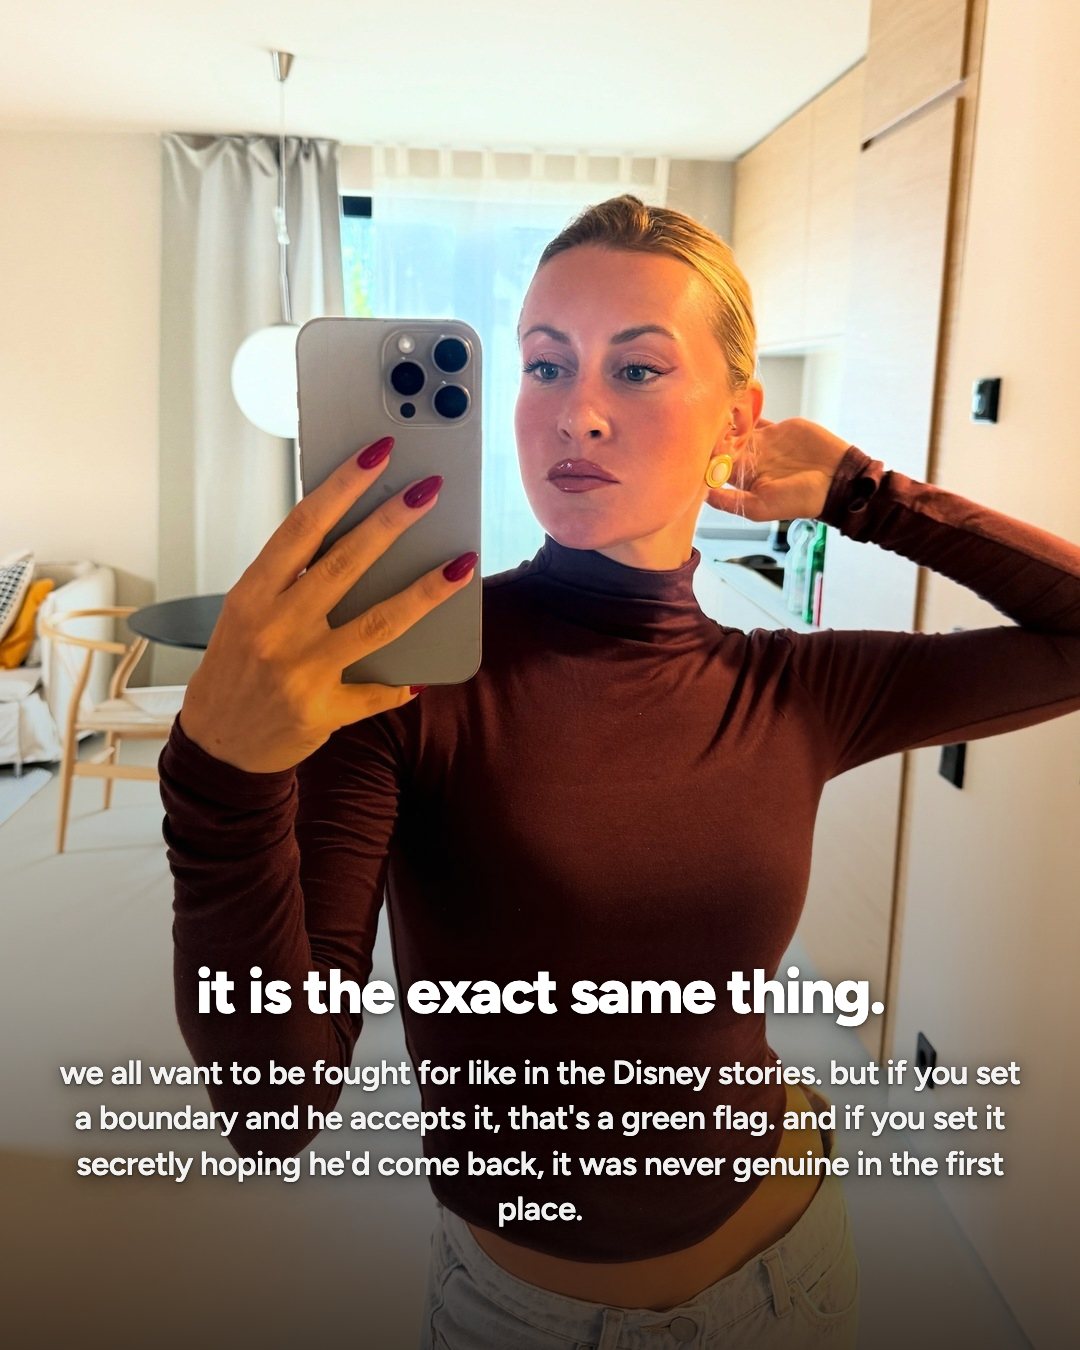 it is the exact same thing.
we all want to be fought for like in the Disney stories. but if you set
a boundary and he accepts it, that's a green flag. and if you set it
secretly hoping he'd come back, it was never genuine in the first
place.